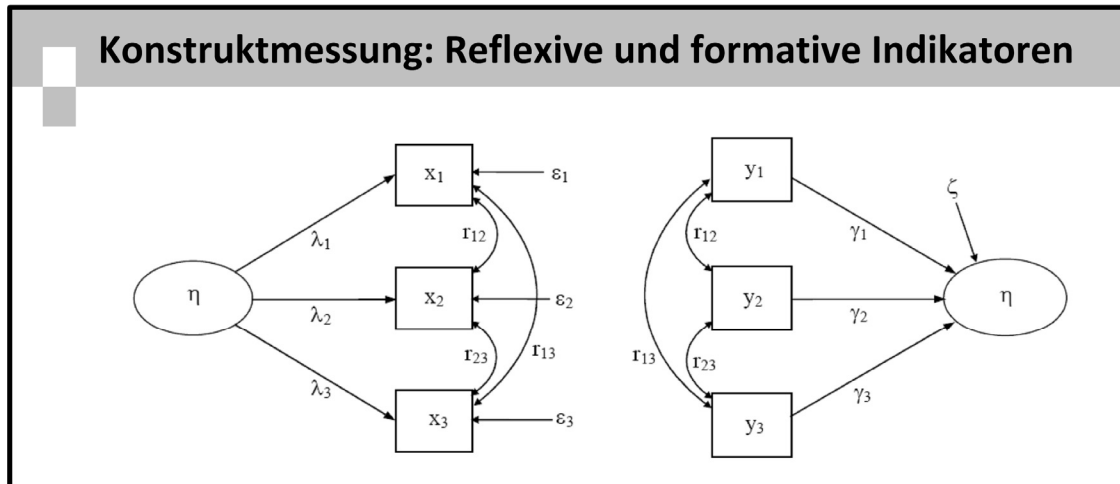 Konstruktmessung: Reflexive und formative Indikatoren
x₁
ε₁
y₁
ζ
λ₁
r₁₂
r₁₂
γ₁
η
x₂
ε₂
y₂
η
λ₂
γ₂
r₂₃
r₁₃
r₁₃
r₂₃
λ₃
γ₃
x₃
ε₃
y₃